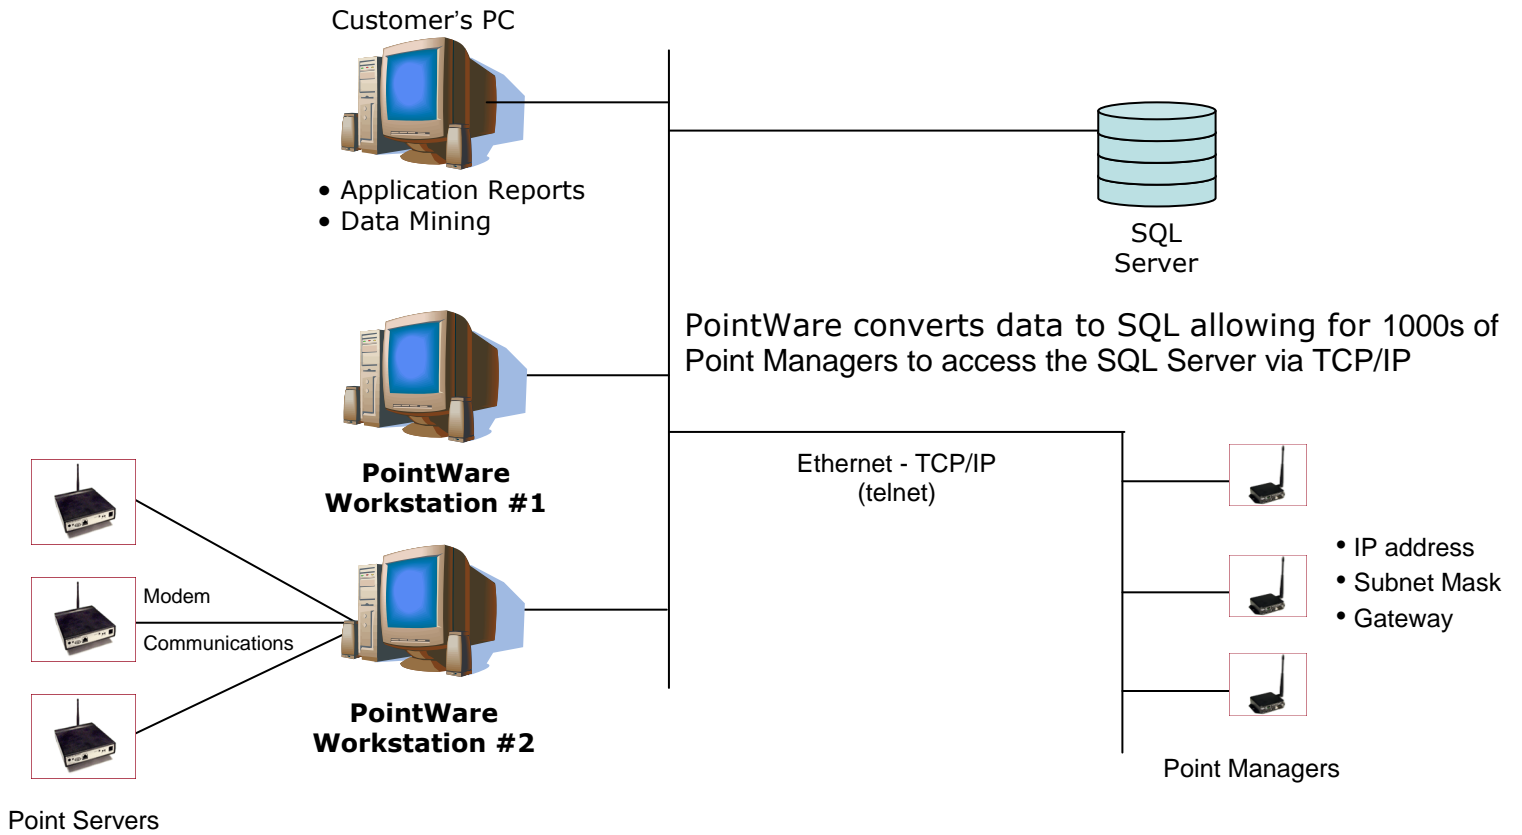 Customer's PC
• Application Reports
• Data Mining
SQL
Server
PointWare converts data to SQL allowing for 1000s of
Point Managers to access the SQL Server via TCP/IP
PointWare
Workstation #1
Ethernet - TCP/IP
(telnet)
• IP address
• Subnet Mask
• Gateway
Modem
Communications
PointWare
Workstation #2
Point Managers
Point Servers